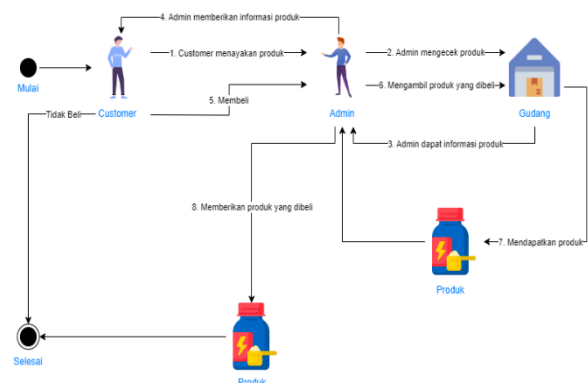 4. Admin memberikan informasi produk
1. Customer menayakan produk
2. Admin mengecek produk
Mulai
6. Mengambil produk yang dibeli
5. Membeli
Tidak Beli
Customer
Admin
Gudang
3. Admin dapat informasi produk
8. Memberikan produk yang dibeli
7. Mendapatkan produk
Produk
Selesai
Produk